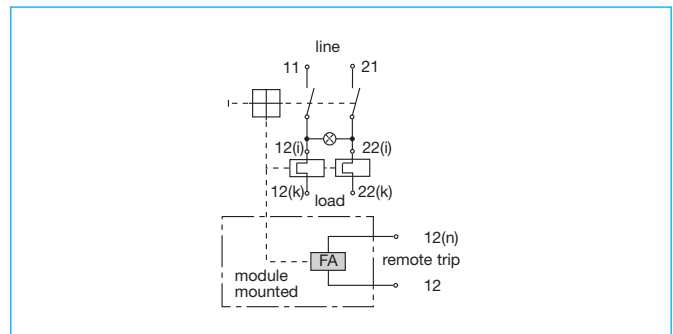 line
11 21
12(i) 22(i)
12(k) 22(k)
load
12(n)
FA remote trip
module
mounted
12